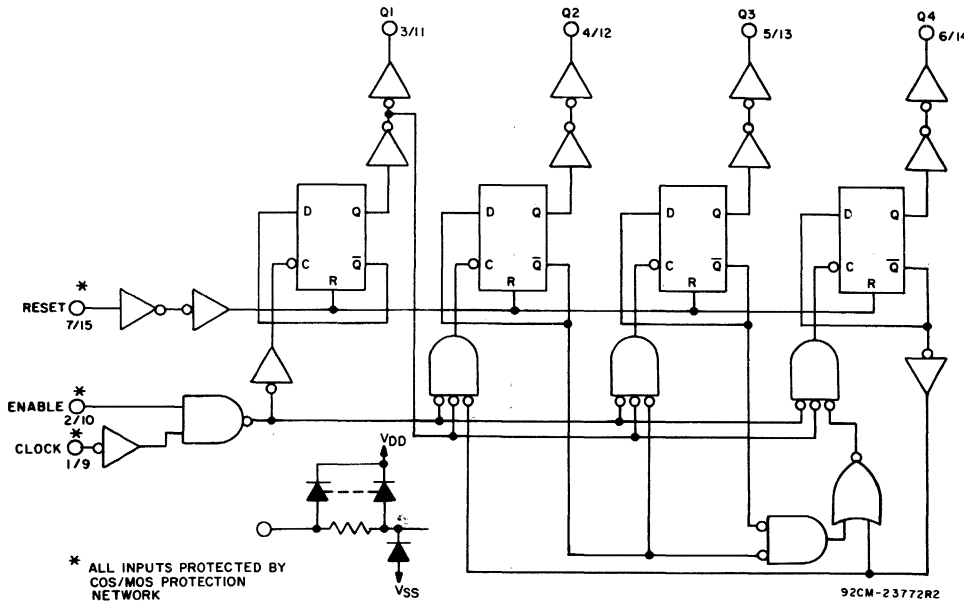 Q1
3/11
Q2
4/12
Q3
5/13
Q4
6/14
D Q
C Q̅
R
D Q
C Q̅
R
D Q
C Q̅
R
D Q
C Q̅
R
*
RESET
7/15
*
ENABLE
2/10
*
CLOCK
1/9
VDD
VSS
* ALL INPUTS PROTECTED BY
COS/MOS PROTECTION
NETWORK
92CM-23772R2